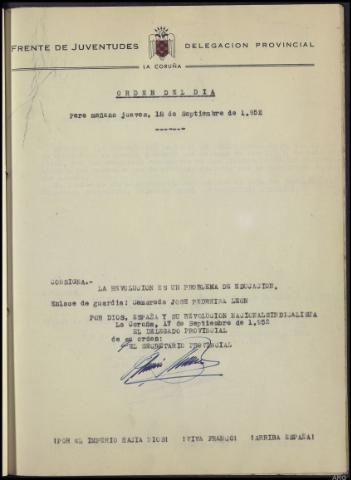 FRENTE DE JUVENTUDES DELEGACION PROVINCIAL
LA CORUÑA
ORDEN DEL DIA
Para mañana jueves, 18 de Septiembre de 1.952
CONSIGNA.-
LA REVOLUCION ES UN PROBLEMA DE EDUCACION.
Enlace de guardia: Camarada JOSE PEDREIRA LEON
POR DIOS, ESPAÑA Y SU REVOLUCION NACIONALSINDICALISTA
La Coruña, 17 de Septiembre de 1.952
EL DELEGADO PROVINCIAL
de su orden:
EL SECRETARIO PROVINCIAL
¡POR EL IMPERIO HACIA DIOS! ¡VIVA FRANCO! ¡ARRIBA ESPAÑA!